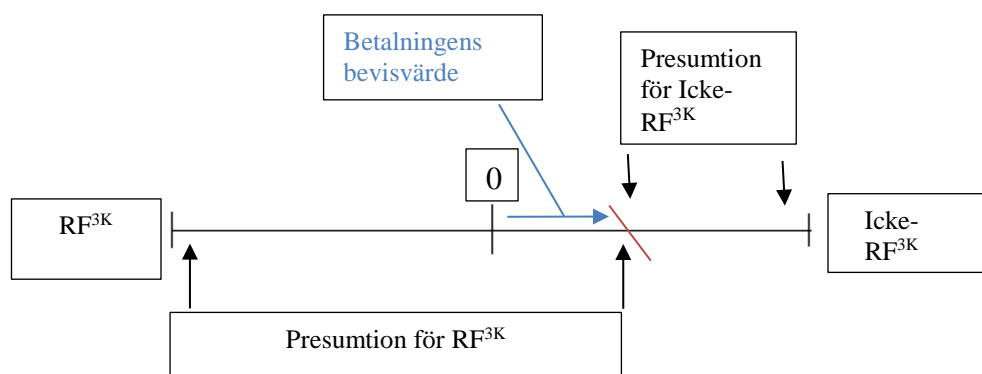 Betalningens
bevisvärde
Presumtion
för Icke-
RF³ᴷ
0
RF³ᴷ
Icke-
RF³ᴷ
Presumtion för RF³ᴷ